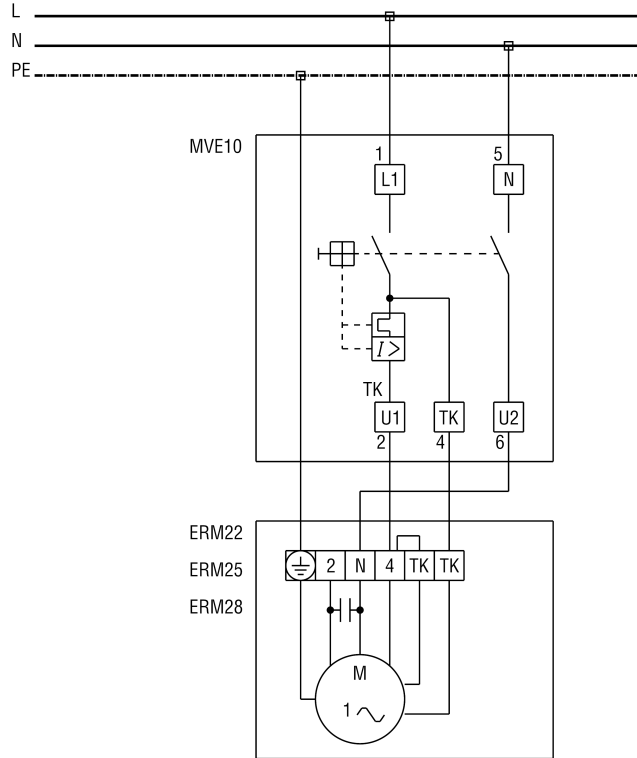 L
N
PE
MVE10
1 5
L1 N
I >
TK
U1 TK U2
2 4 6
ERM22
ERM25
ERM28
2 N 4 TK TK
M
1